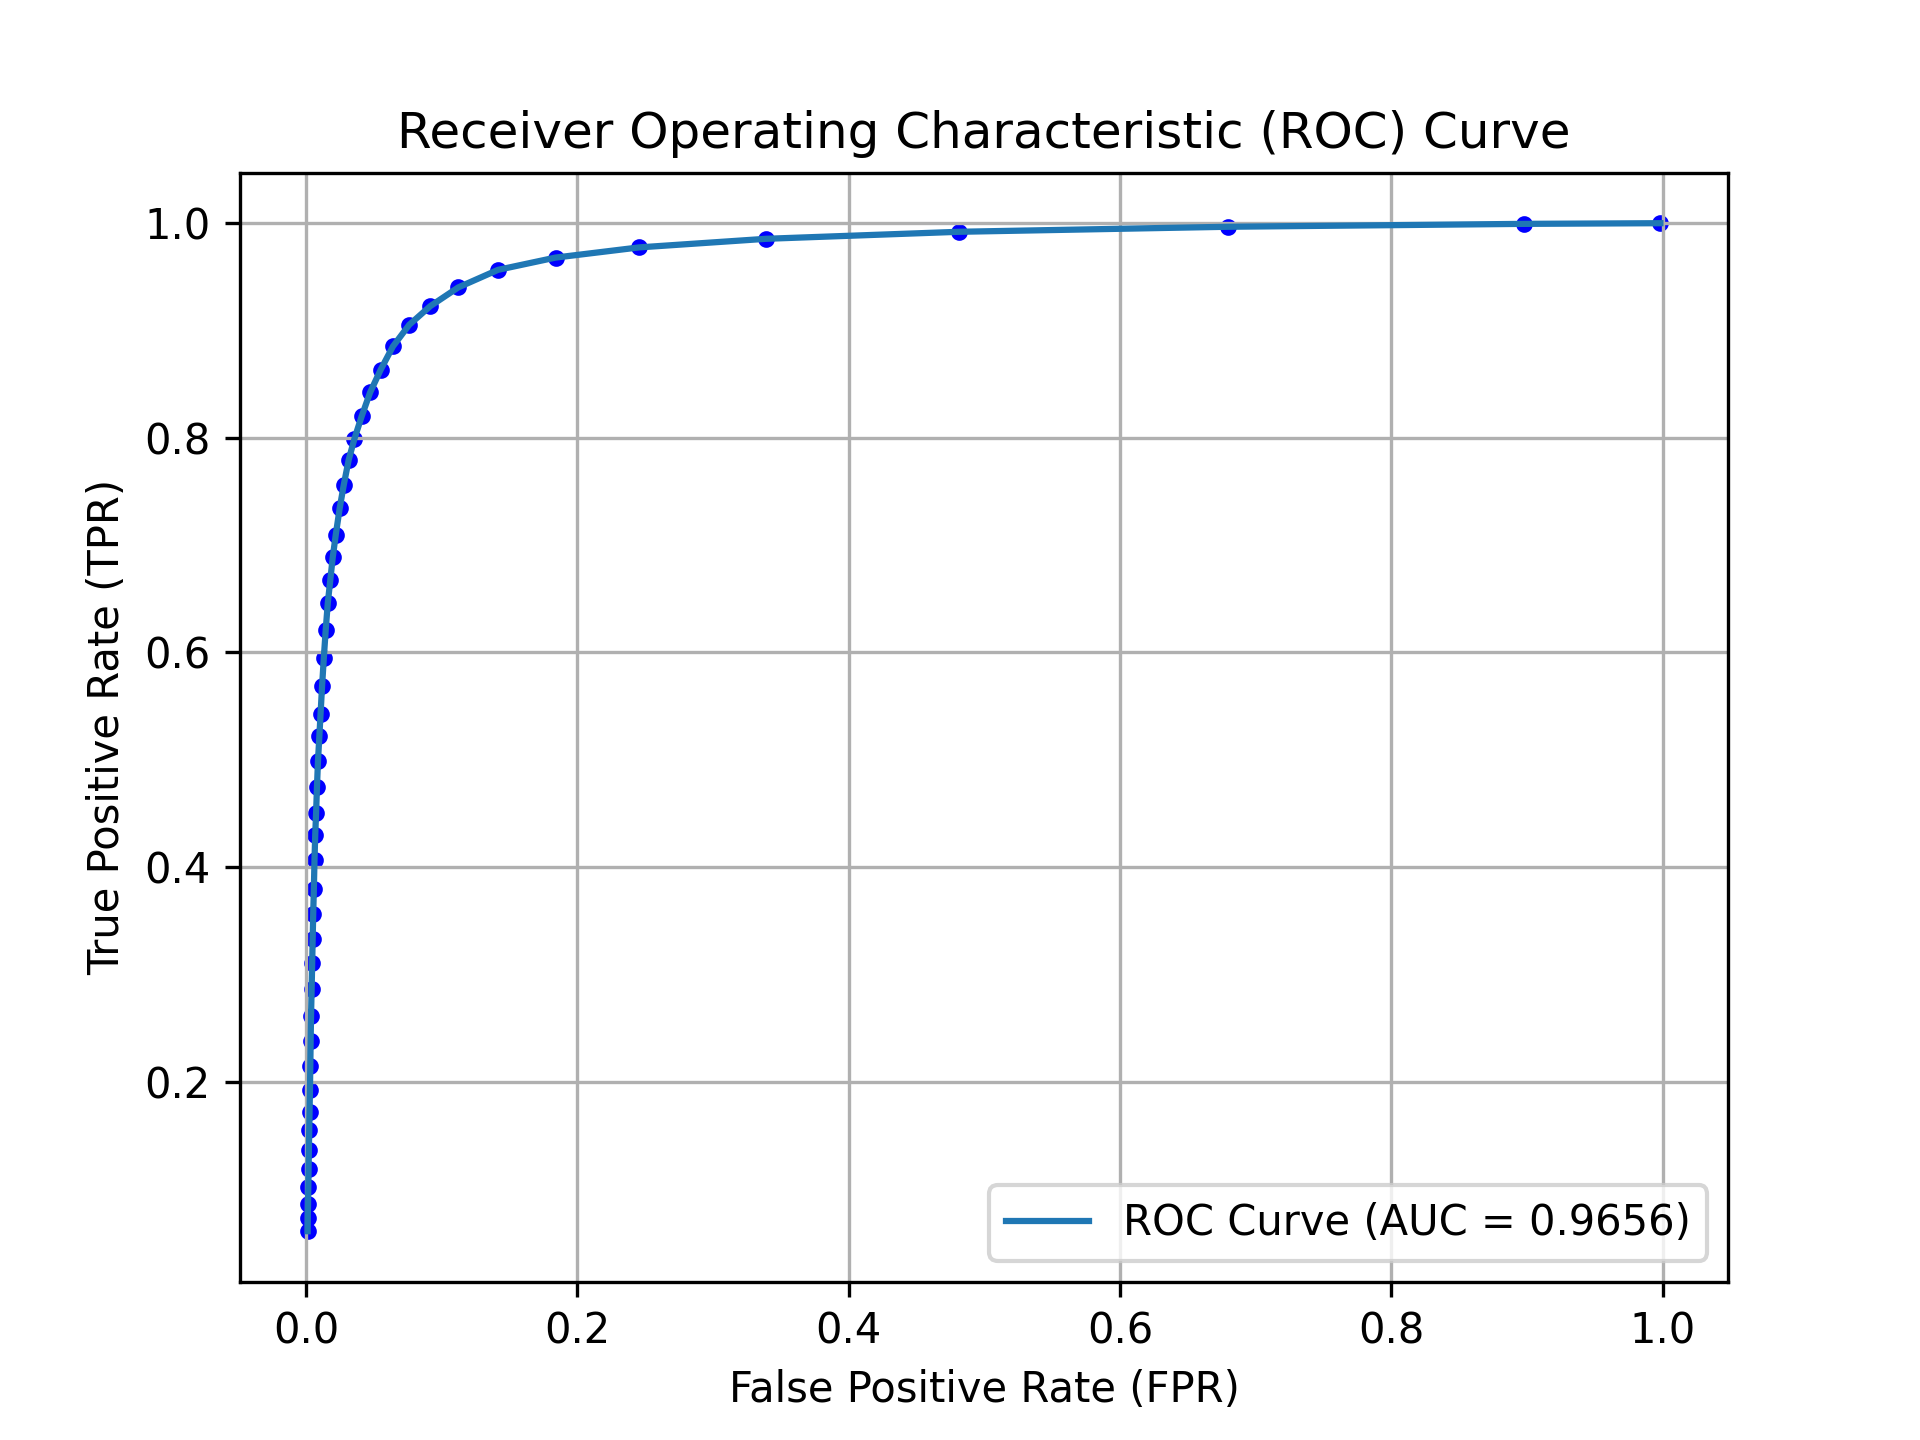 Receiver Operating Characteristic (ROC) Curve
1.0
0.8
0.6
0.4
0.2
True Positive Rate (TPR)
ROC Curve (AUC = 0.9656)
0.0 0.2 0.4 0.6 0.8 1.0
False Positive Rate (FPR)